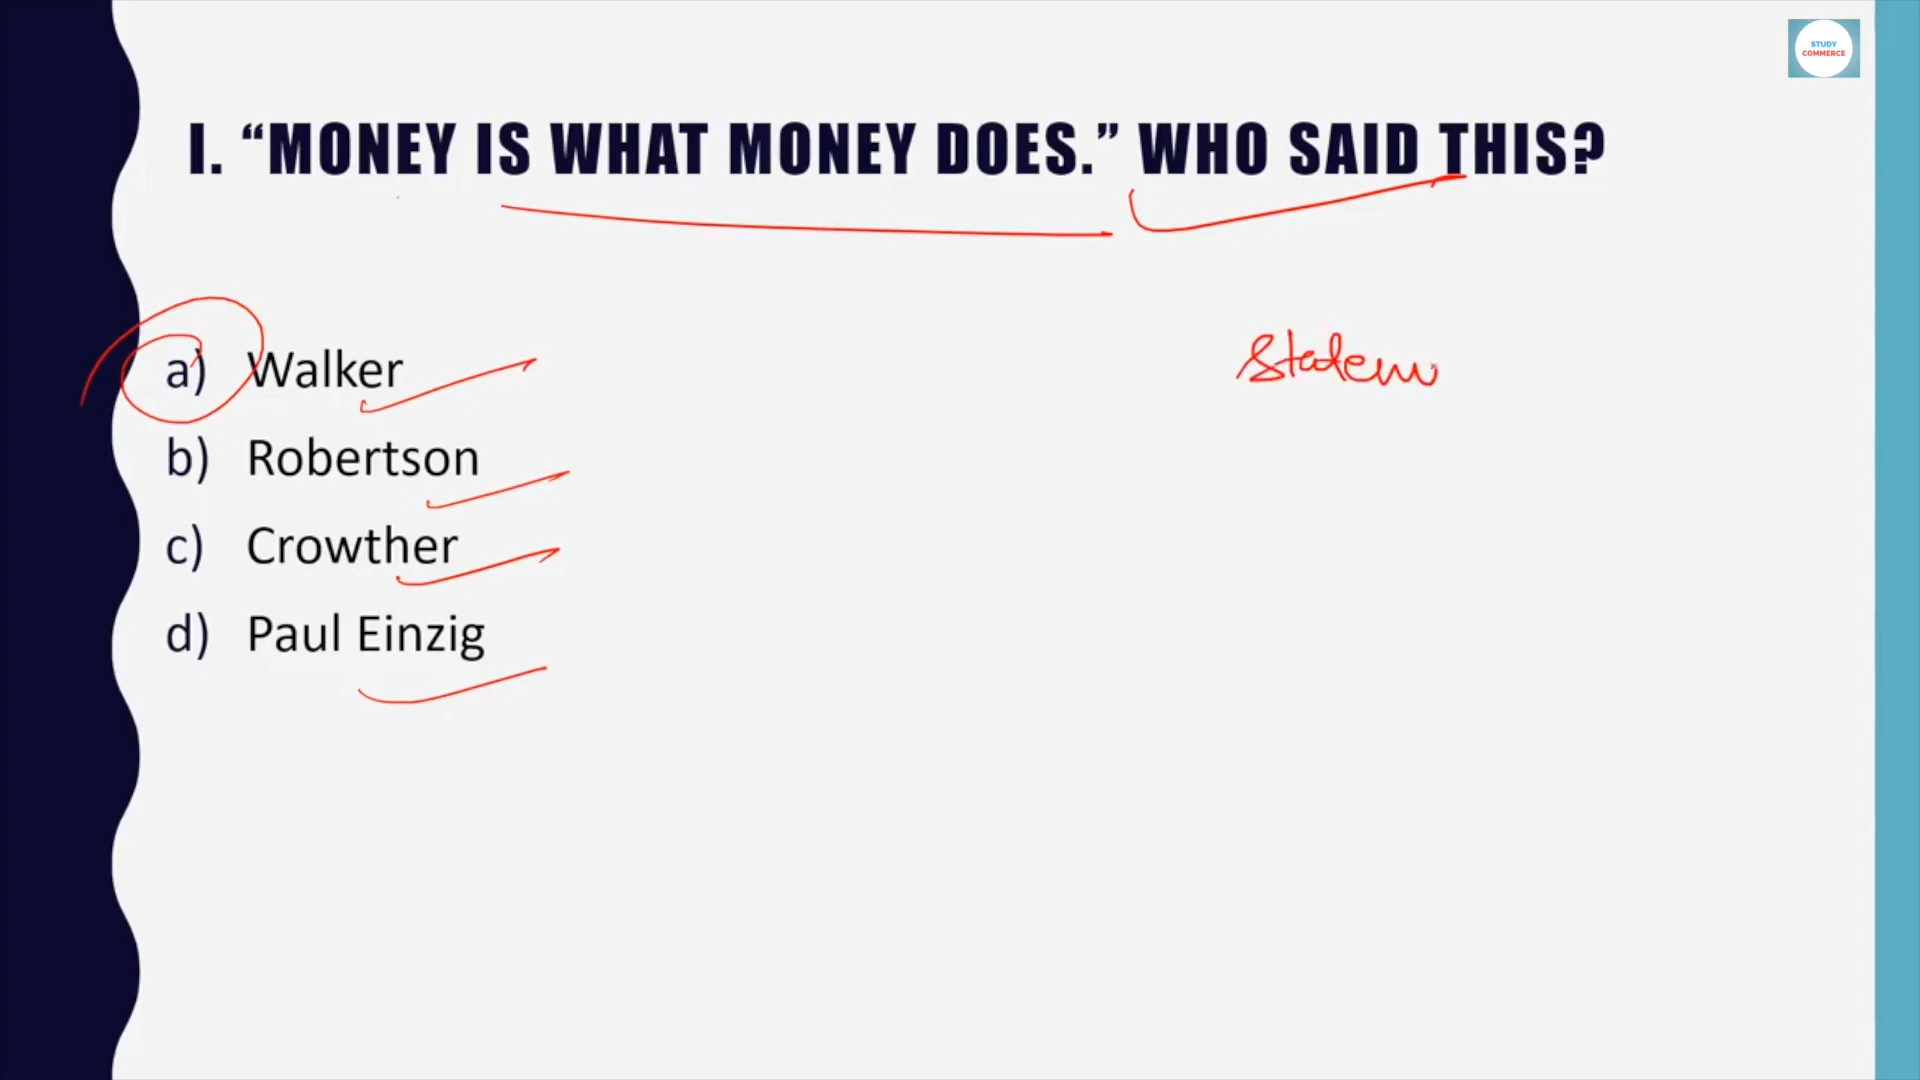 STUDY
COMMERCE
I. “MONEY IS WHAT MONEY DOES.” WHO SAID THIS?
a) Walker
b) Robertson
c) Crowther
d) Paul Einzig